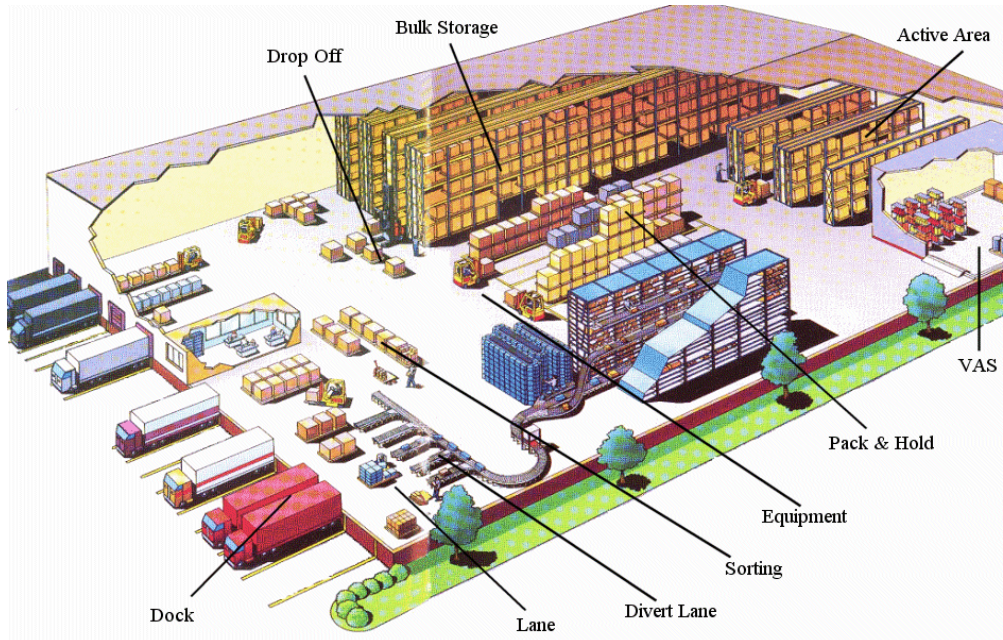 Bulk Storage
Active Area
Drop Off
VAS
Pack & Hold
Equipment
Sorting
Divert Lane
Lane
Dock